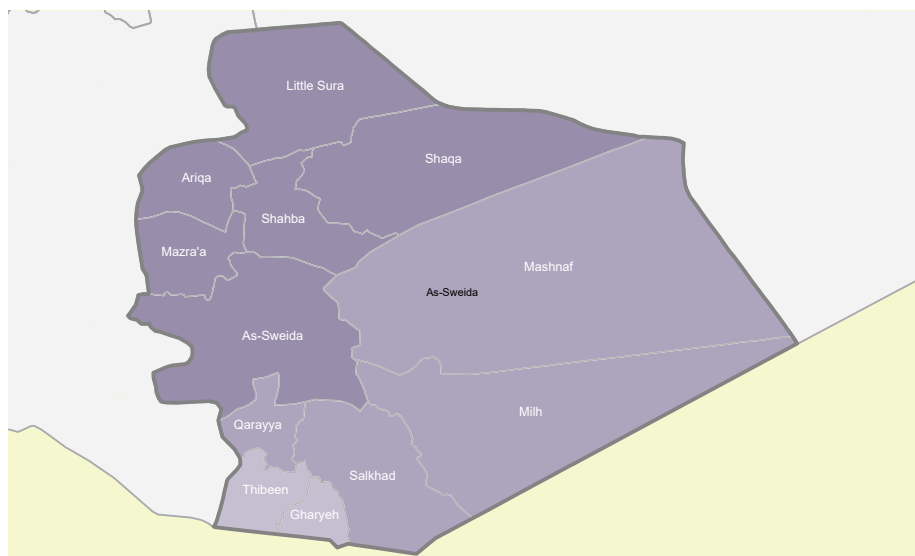 Little Sura
Shaqa
Ariqa
Shahba
Mazra'a
Mashnaf
As-Sweida
As-Sweida
Milh
Qarayya
Salkhad
Thibeen
Gharyeh